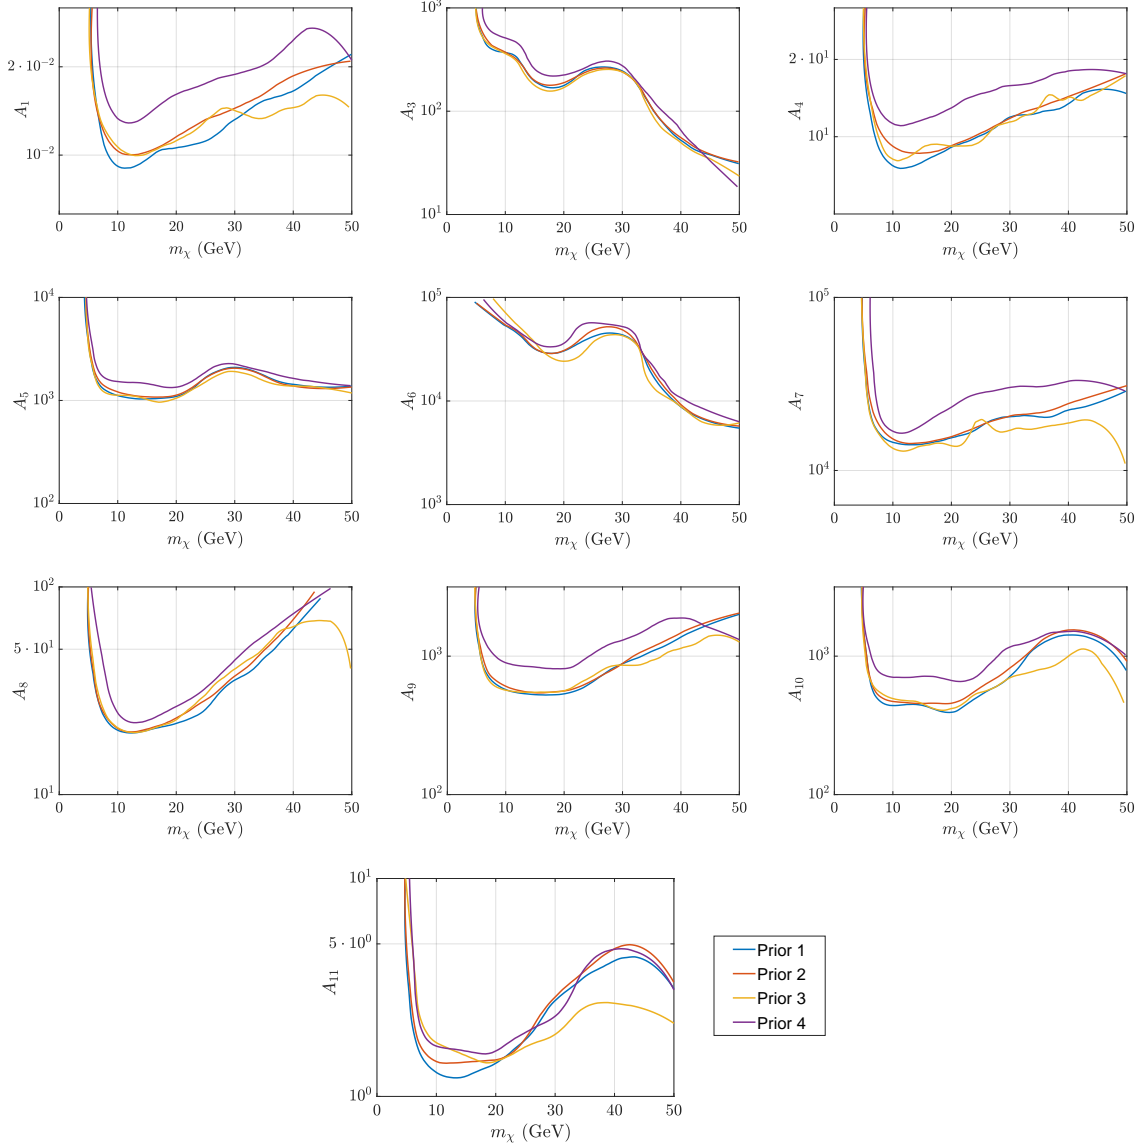 A₁
2 · 10⁻²
10⁻²
0 10 20 30 40 50
m_χ (GeV)
A₃
10³
10²
10¹
0 10 20 30 40 50
m_χ (GeV)
A₄
2 · 10¹
10¹
0 10 20 30 40 50
m_χ (GeV)
A₅
10⁴
10³
10²
0 10 20 30 40 50
m_χ (GeV)
A₆
10⁵
10⁴
10³
0 10 20 30 40 50
m_χ (GeV)
A₇
10⁵
10⁴
0 10 20 30 40 50
m_χ (GeV)
A₈
10²
5 · 10¹
10¹
0 10 20 30 40 50
m_χ (GeV)
A₉
10³
10²
0 10 20 30 40 50
m_χ (GeV)
A₁₀
10³
10²
0 10 20 30 40 50
m_χ (GeV)
A₁₁
10¹
5 · 10⁰
10⁰
0 10 20 30 40 50
m_χ (GeV)
Prior 1
Prior 2
Prior 3
Prior 4